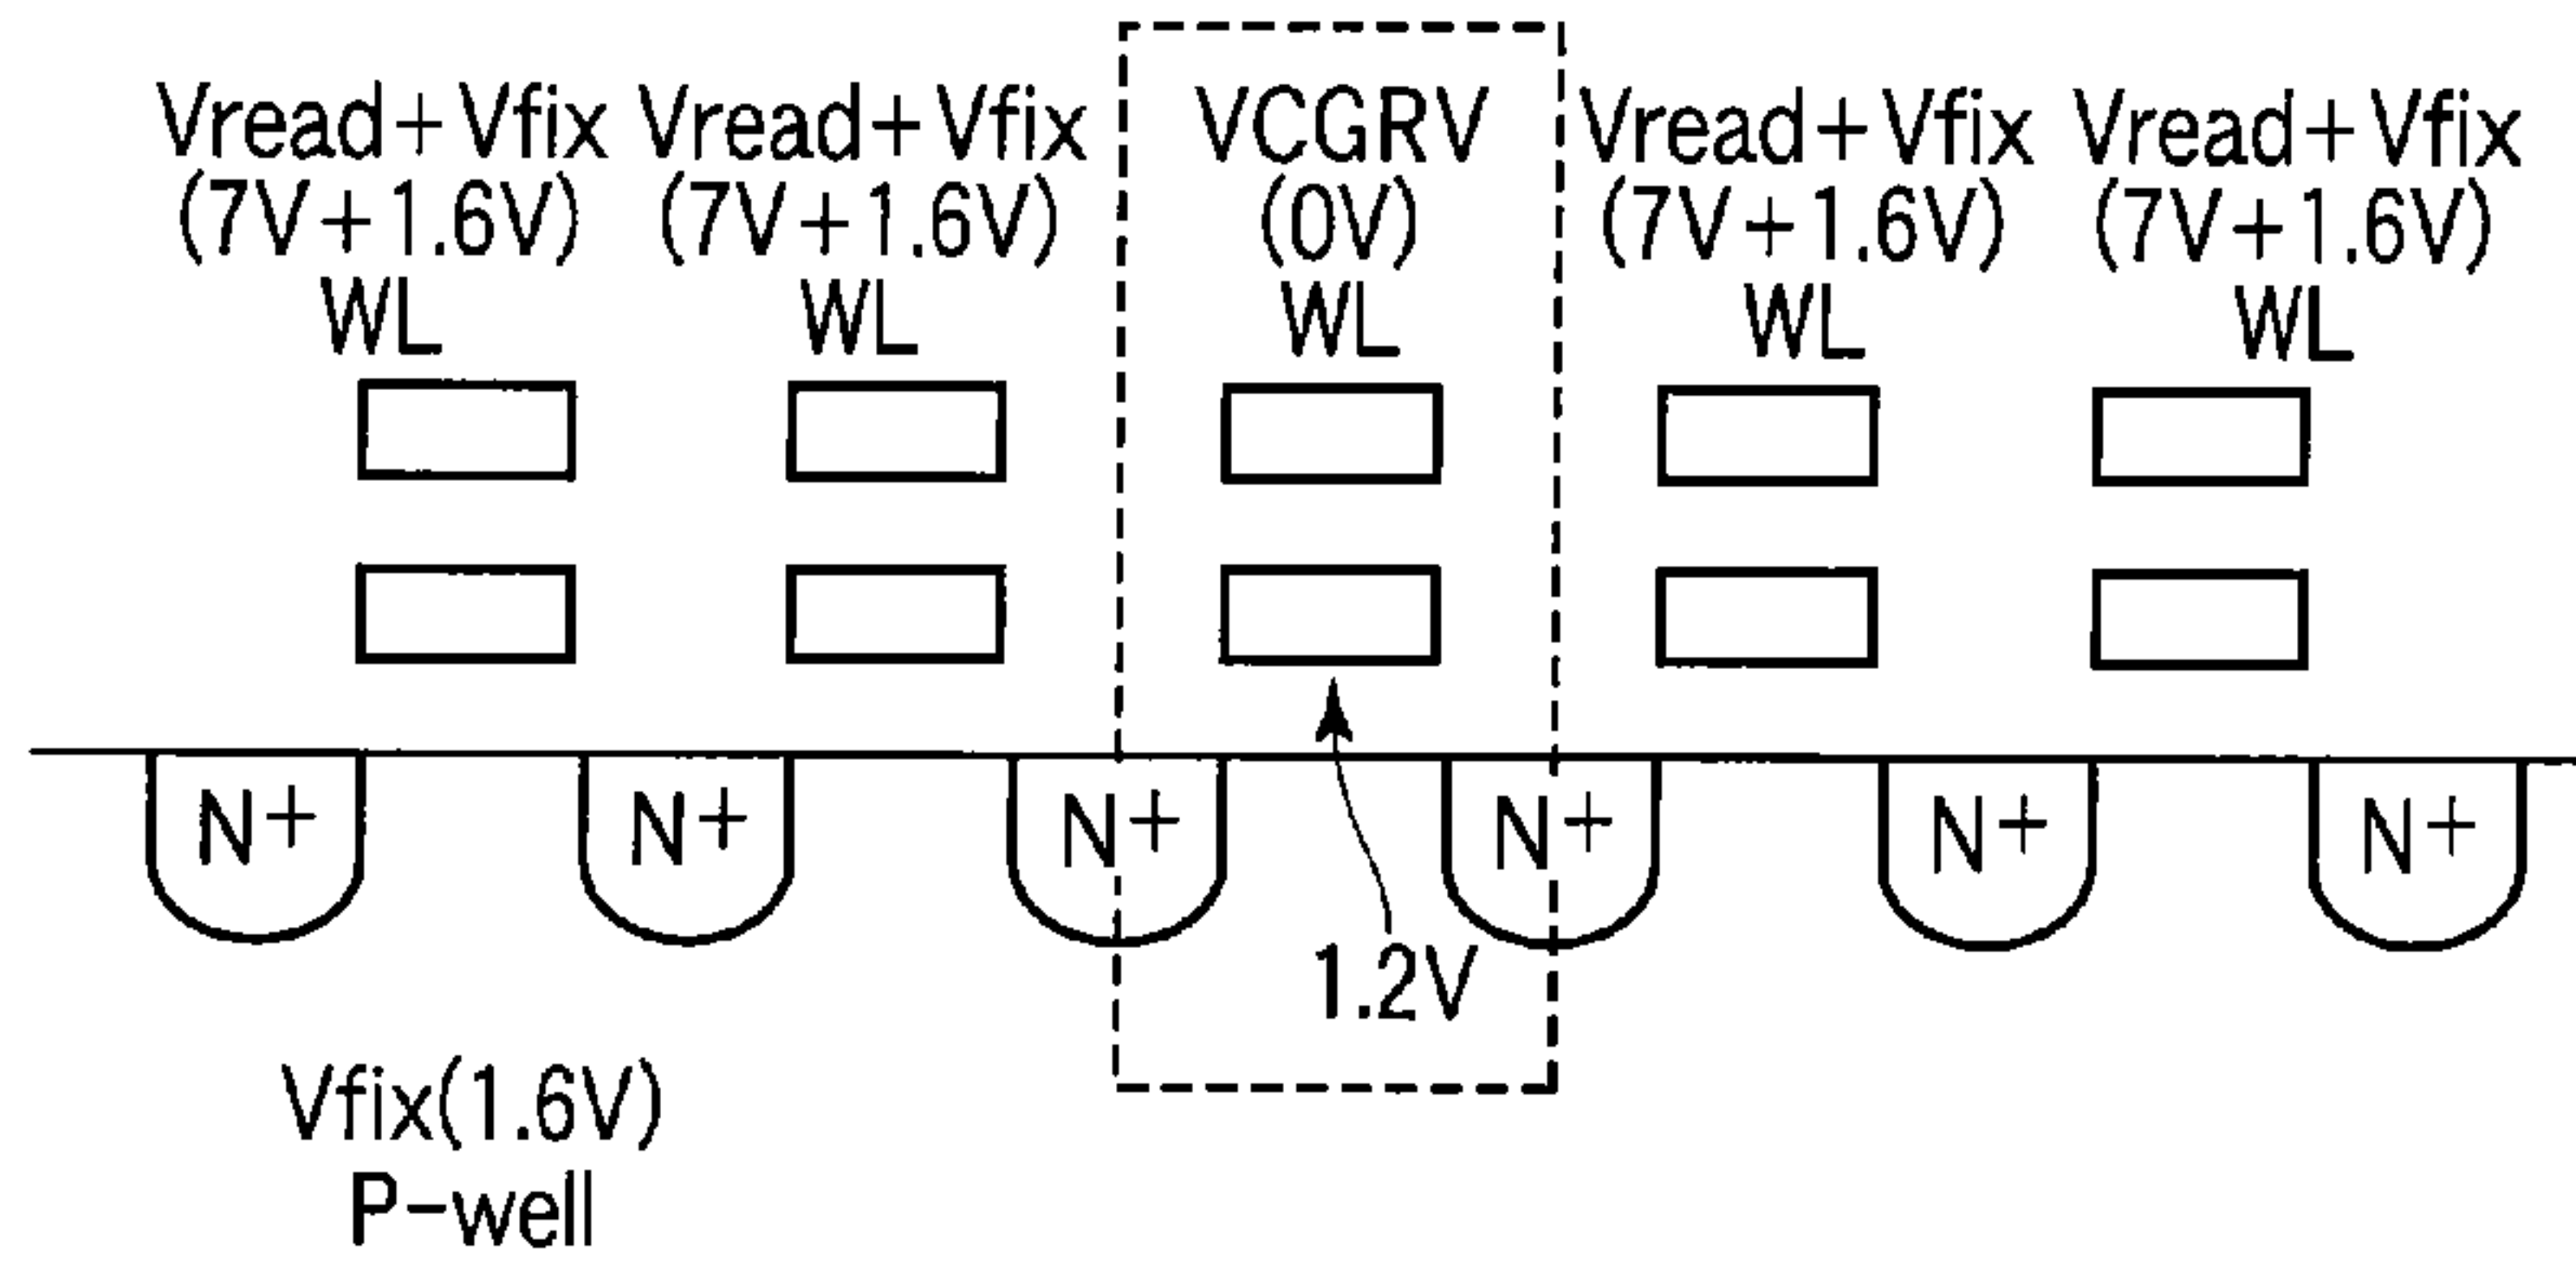 Vread+Vfix Vread+Vfix VCGRV Vread+Vfix Vread+Vfix
(7V+1.6V) (7V+1.6V) (0V) (7V+1.6V) (7V+1.6V)
WL WL WL WL WL
N+ N+ N+ N+ N+ N+
1.2V
Vfix(1.6V)
P-well